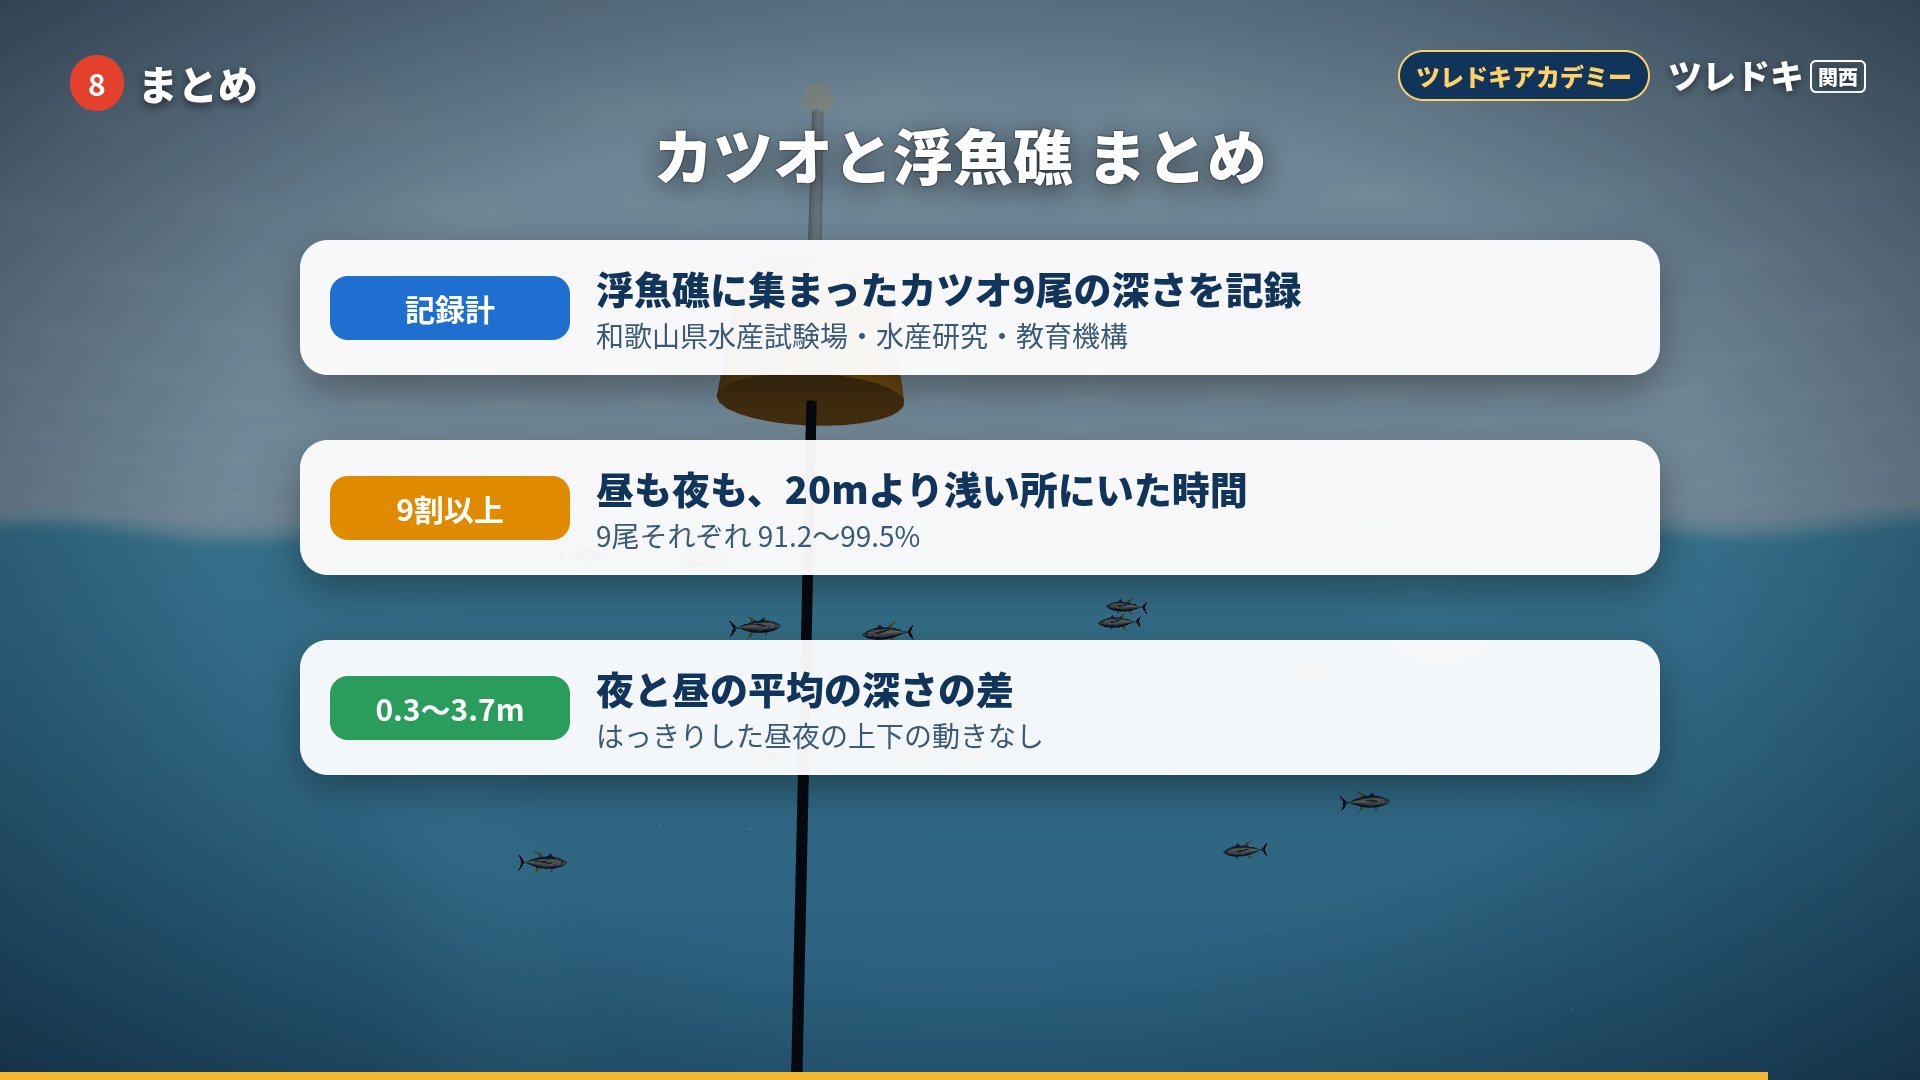 8 まとめ
ツレドキアカデミー ツレドキ 関西
カツオと浮魚礁 まとめ
記録計
浮魚礁に集まったカツオ9尾の深さを記録
和歌山県水産試験場・水産研究・教育機構
9割以上
昼も夜も、20mより浅い所にいた時間
9尾それぞれ 91.2〜99.5%
0.3〜3.7m
夜と昼の平均の深さの差
はっきりした昼夜の上下の動きなし